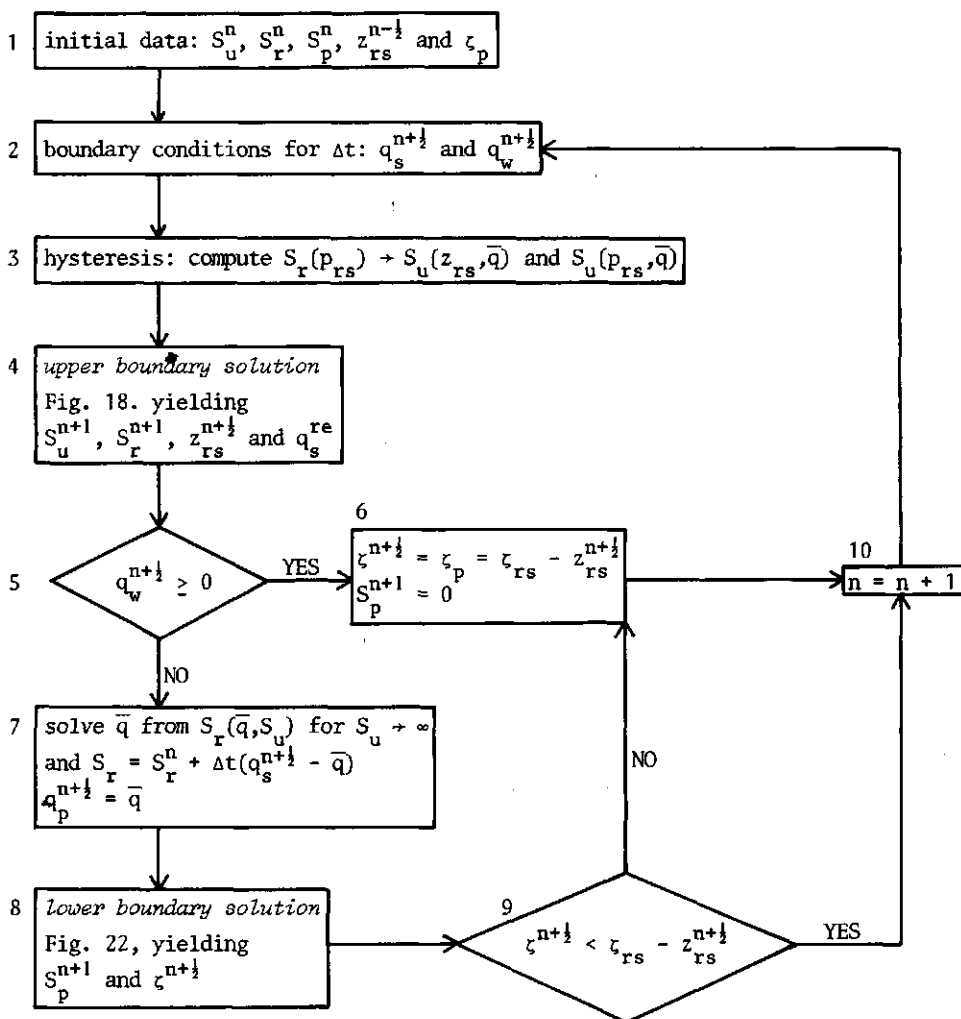 1 initial data: S_u^n, S_r^n, S_p^n, z_rs^{n-½} and ζ_p
2 boundary conditions for Δt: q_s^{n+½} and q_w^{n+½}
3 hysteresis: compute S_r(p_rs) → S_u(z_rs,q̄) and S_u(p_rs,q̄)
4 upper boundary solution
Fig. 18. yielding
S_u^{n+1}, S_r^{n+1}, z_rs^{n+½} and q_s^{re}
5 q_w^{n+½} ≥ 0
YES
NO
6
ζ^{n+½} = ζ_p = ζ_rs - z_rs^{n+½}
S_p^{n+1} = 0
10
n = n + 1
7 solve q̄ from S_r(q̄,S_u) for S_u → ∞
and S_r = S_r^n + Δt(q_s^{n+½} - q̄)
q_p^{n+½} = q̄
NO
8 lower boundary solution
Fig. 22, yielding
S_p^{n+1} and ζ^{n+½}
9
ζ^{n+½} < ζ_rs - z_rs^{n+½}
YES